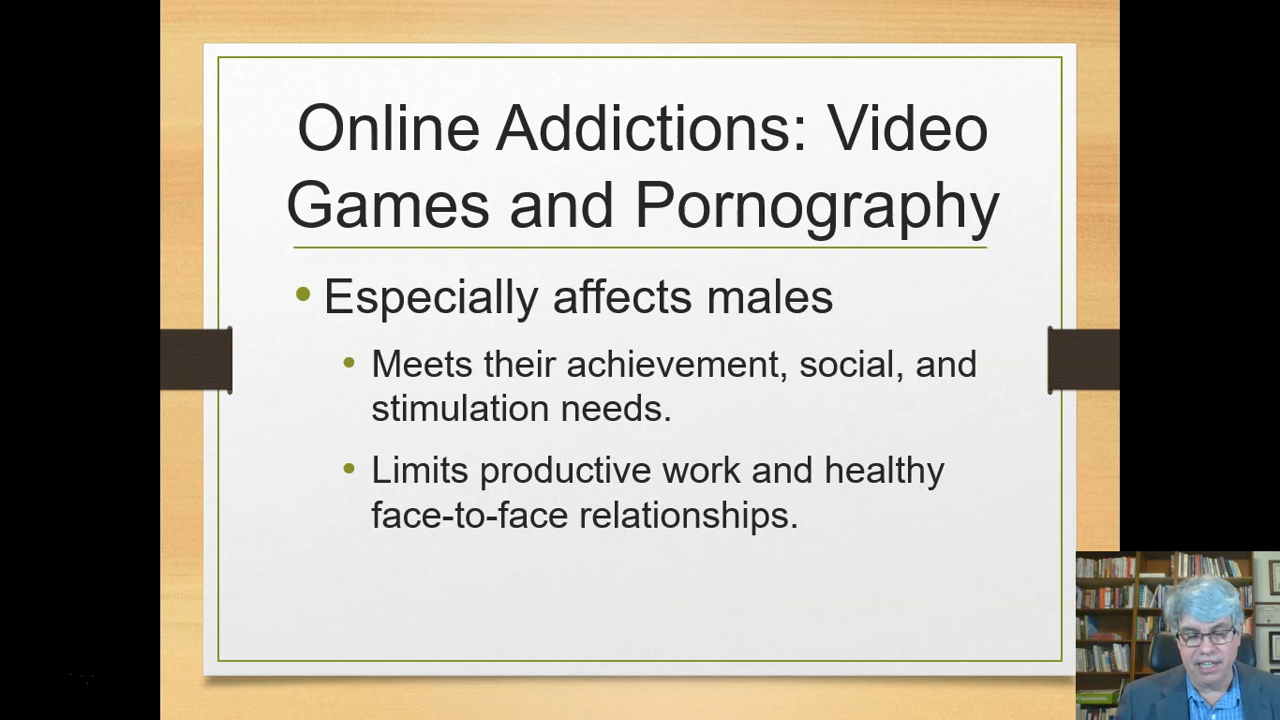 Online Addictions: Video
Games and Pornography
• Especially affects males
• Meets their achievement, social, and
stimulation needs.
• Limits productive work and healthy
face-to-face relationships.